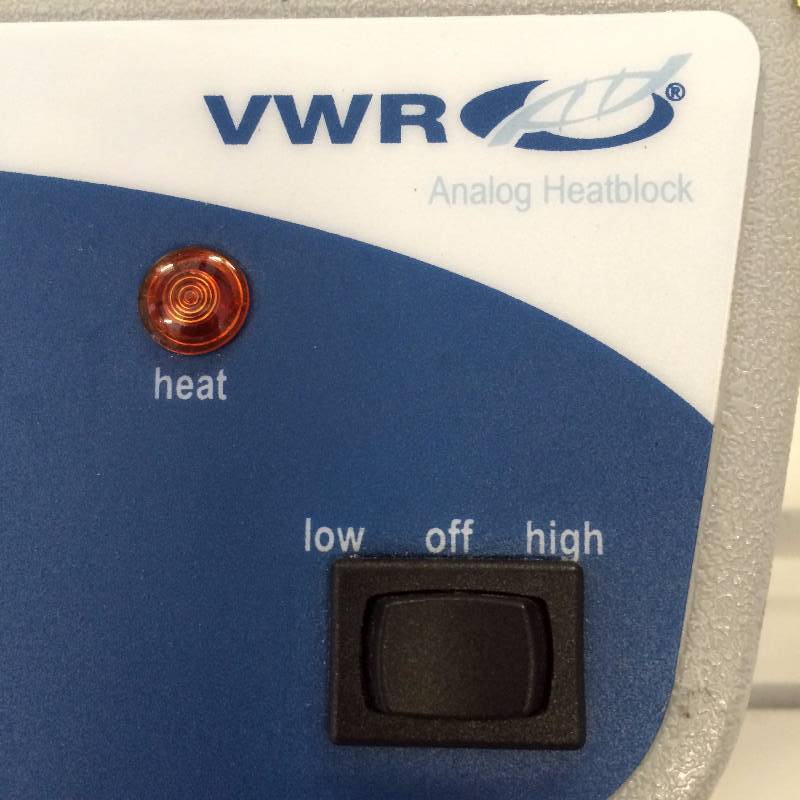 VWR®
Analog Heatblock
heat
low off high